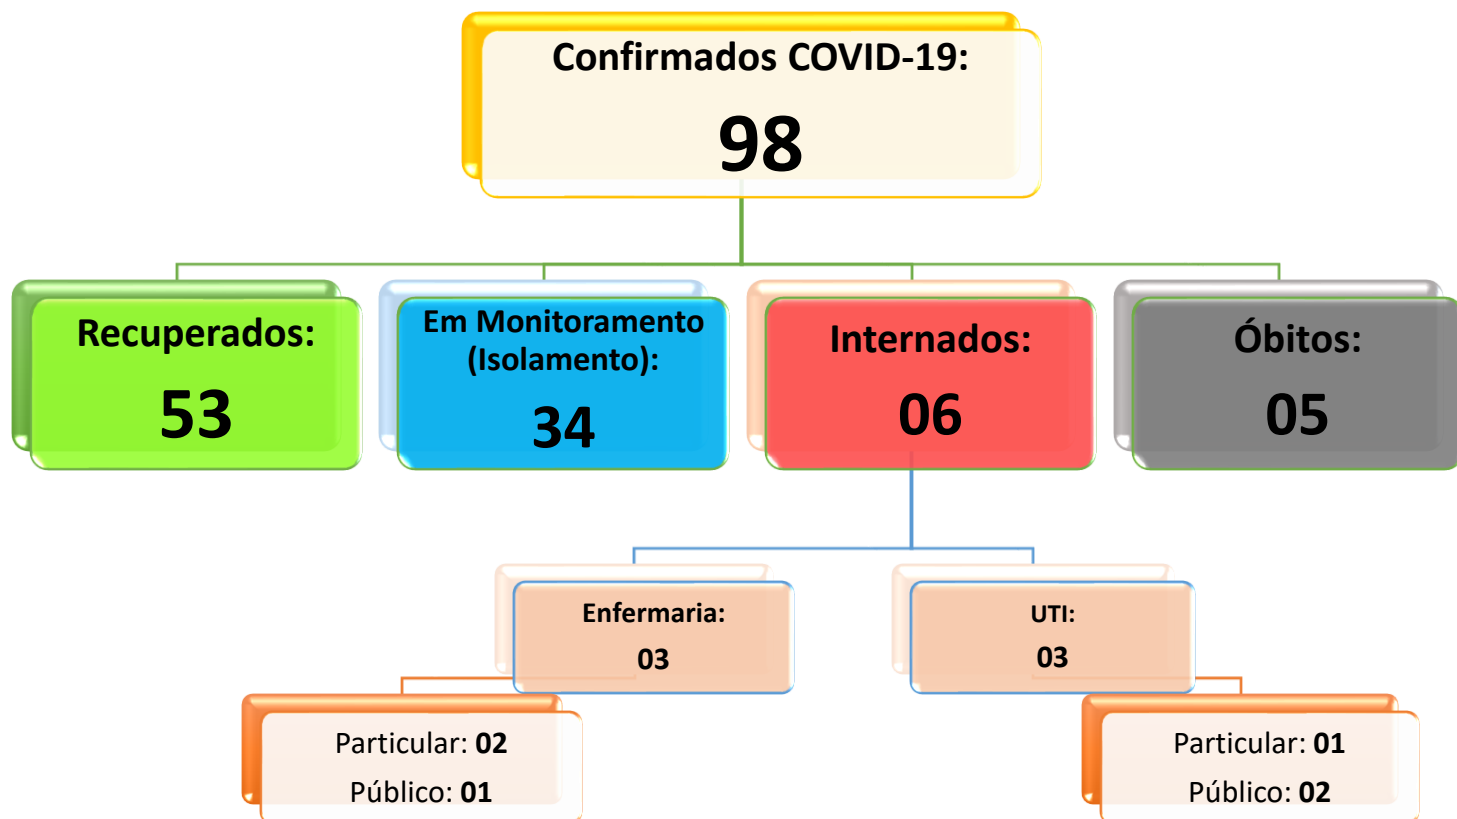 Confirmados COVID-19:
98
Recuperados:
53
Em Monitoramento
(Isolamento):
34
Internados:
06
Óbitos:
05
Enfermaria:
03
UTI:
03
Particular: 02
Público: 01
Particular: 01
Público: 02